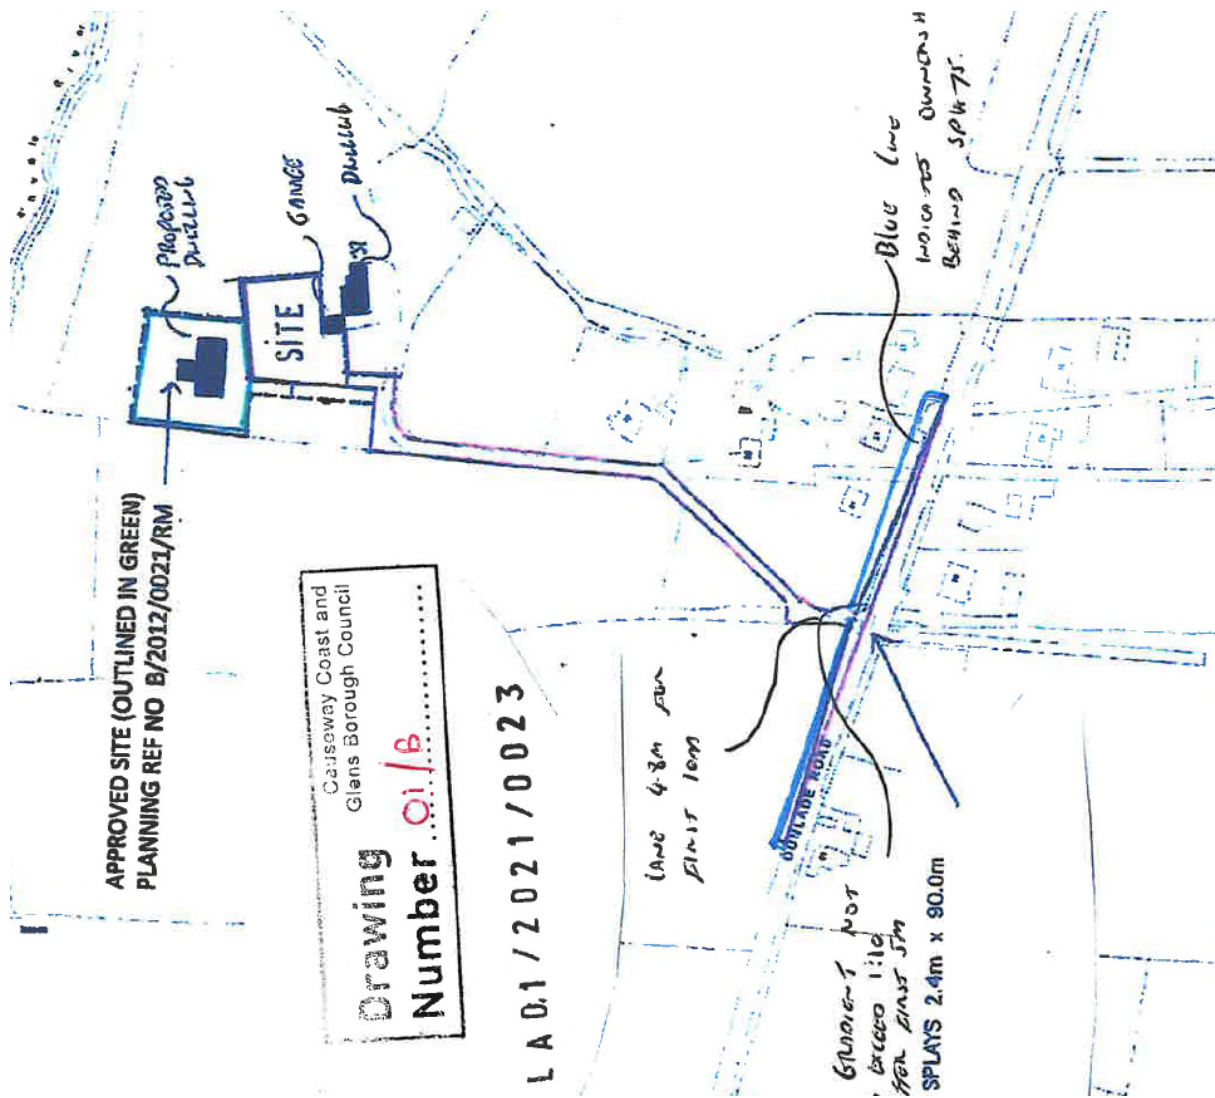 APPROVED SITE (OUTLINED IN GREEN)
PLANNING REF NO B/2012/0021/RM
PROPOSED
DWELLING
SITE
GARAGE
DWELLING
Causeway Coast and
Glens Borough Council
Drawing
Number 01/B
LA01/2021/0023
LANE 4.8M FOR
FIRST 10M
BLUE LINE
INDICATES
BEHIND SPLAYS.
DUNLADE ROAD
GRADIENT NOT
EXCEED 1:10
FOR FIRST 5M
SPLAYS 2.4m x 90.0m